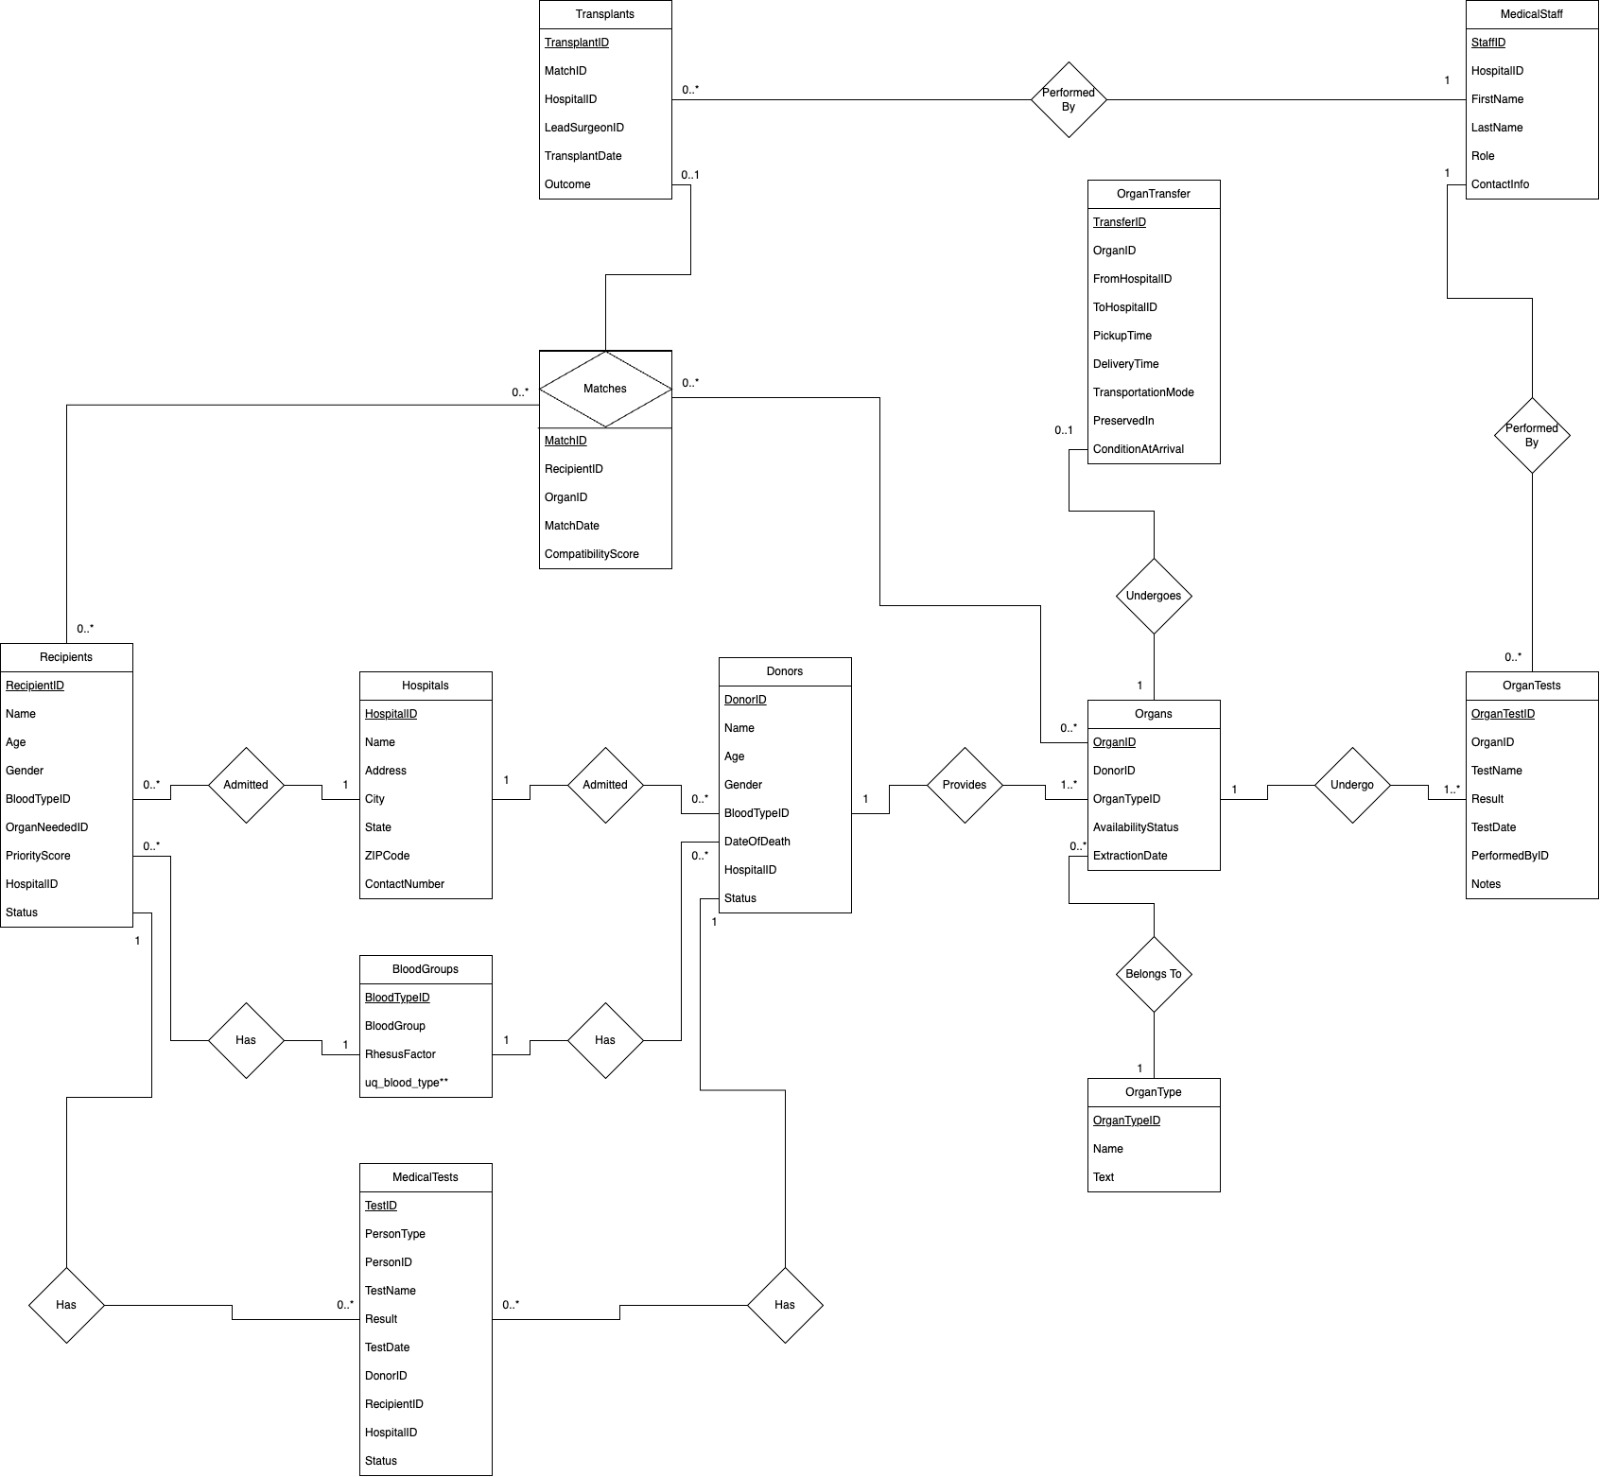 Transplants
TransplantID
MatchID
HospitalID
LeadSurgeonID
TransplantDate
Outcome
0..*
0..1
Performed
By
1
MedicalStaff
StaffID
HospitalID
FirstName
LastName
Role
ContactInfo
1
OrganTransfer
TransferID
OrganID
FromHospitalID
ToHospitalID
PickupTime
DeliveryTime
TransportationMode
PreservedIn
ConditionAtArrival
0..1
Matches
0..*
0..*
MatchID
RecipientID
OrganID
MatchDate
CompatibilityScore
Performed
By
0..*
Undergoes
1
0..*
Recipients
RecipientID
Name
Age
Gender
BloodTypeID
OrganNeededID
PriorityScore
HospitalID
Status
0..*
0..*
1
Admitted
1
Hospitals
HospitalID
Name
Address
City
State
ZIPCode
ContactNumber
1
Admitted
0..*
0..*
1
Donors
DonorID
Name
Age
Gender
BloodTypeID
DateOfDeath
HospitalID
Status
1
Provides
1..*
0..*
0..*
Organs
OrganID
DonorID
OrganTypeID
AvailabilityStatus
ExtractionDate
1
Undergo
1..*
OrganTests
OrganTestID
OrganID
TestName
Result
TestDate
PerformedByID
Notes
Has
1
BloodGroups
BloodTypeID
BloodGroup
RhesusFactor
uq_blood_type**
1
Has
Belongs To
1
OrganType
OrganTypeID
Name
Text
Has
0..*
MedicalTests
TestID
PersonType
PersonID
TestName
Result
TestDate
DonorID
RecipientID
HospitalID
Status
0..*
Has